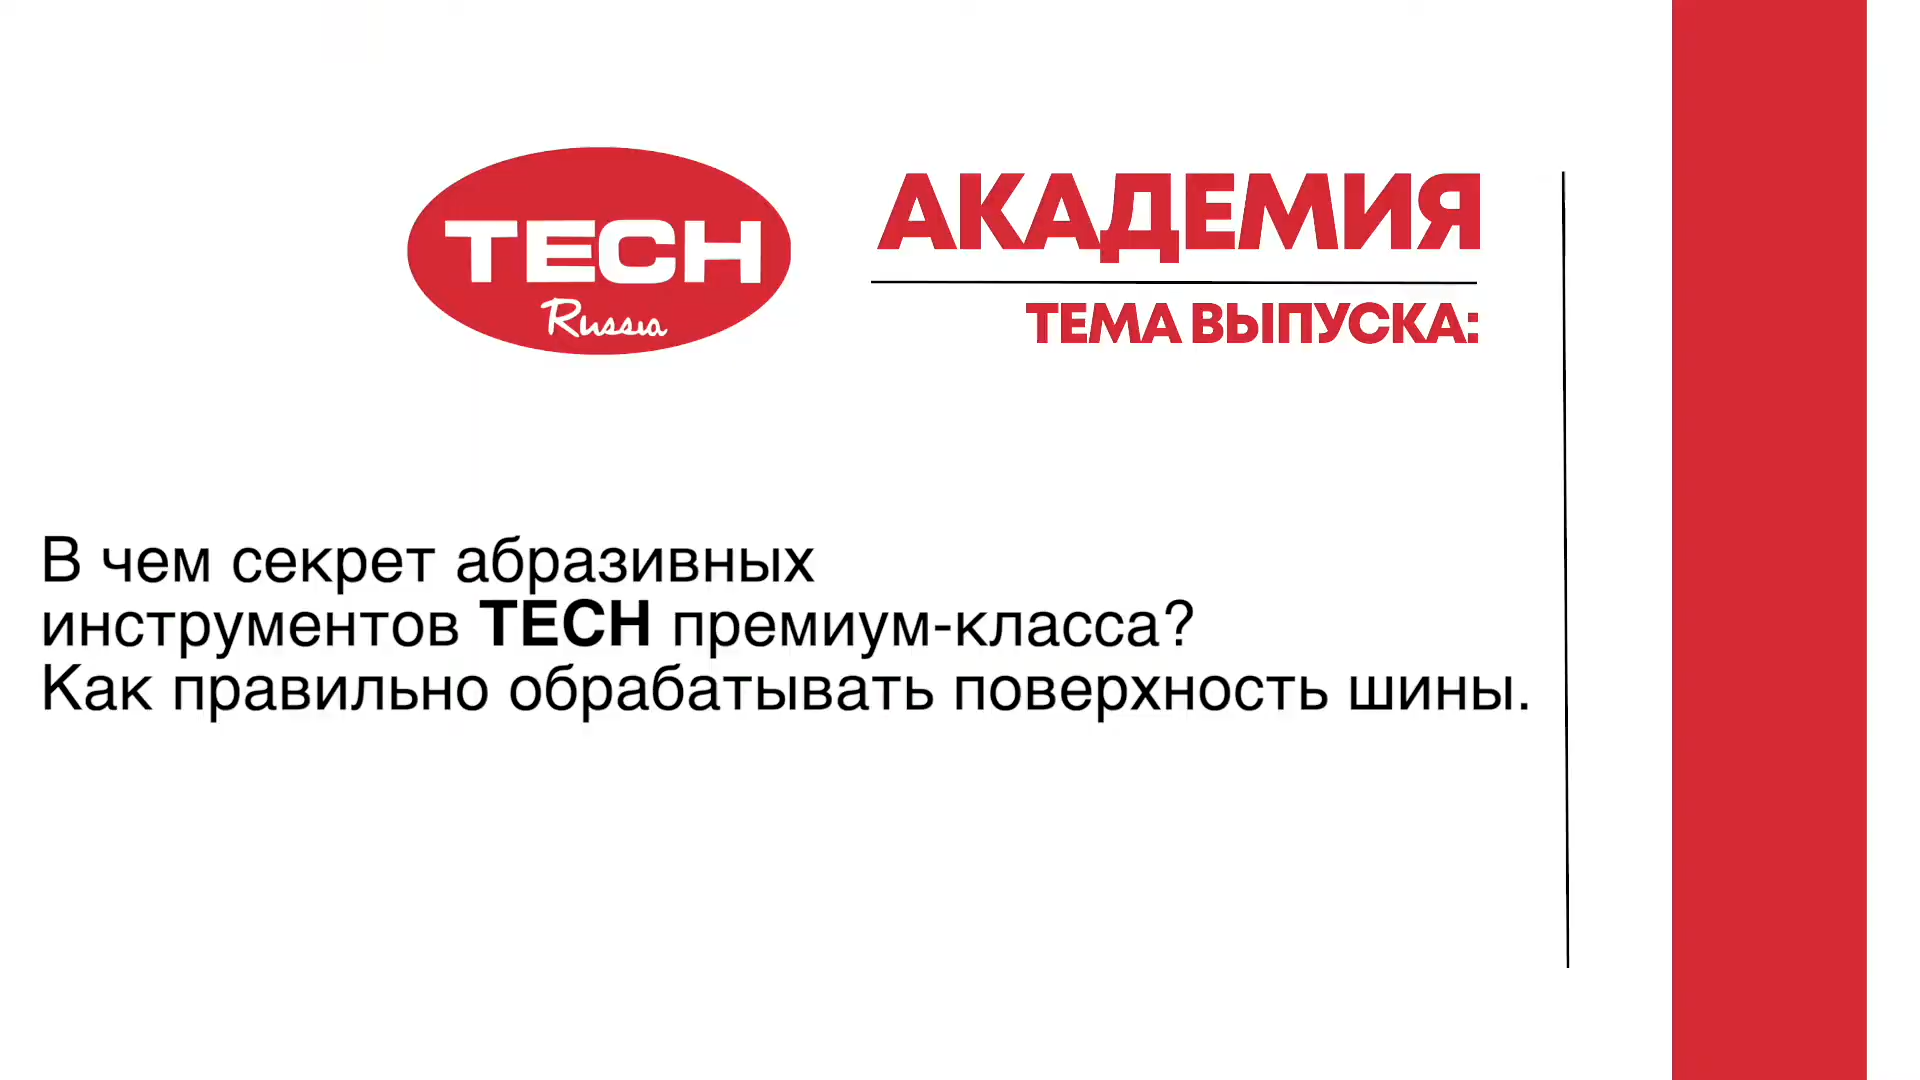 TECH
Russia
АКАДЕМИЯ
ТЕМА ВЫПУСКА:
В чем секрет абразивных
инструментов TECH премиум-класса?
Как правильно обрабатывать поверхность шины.